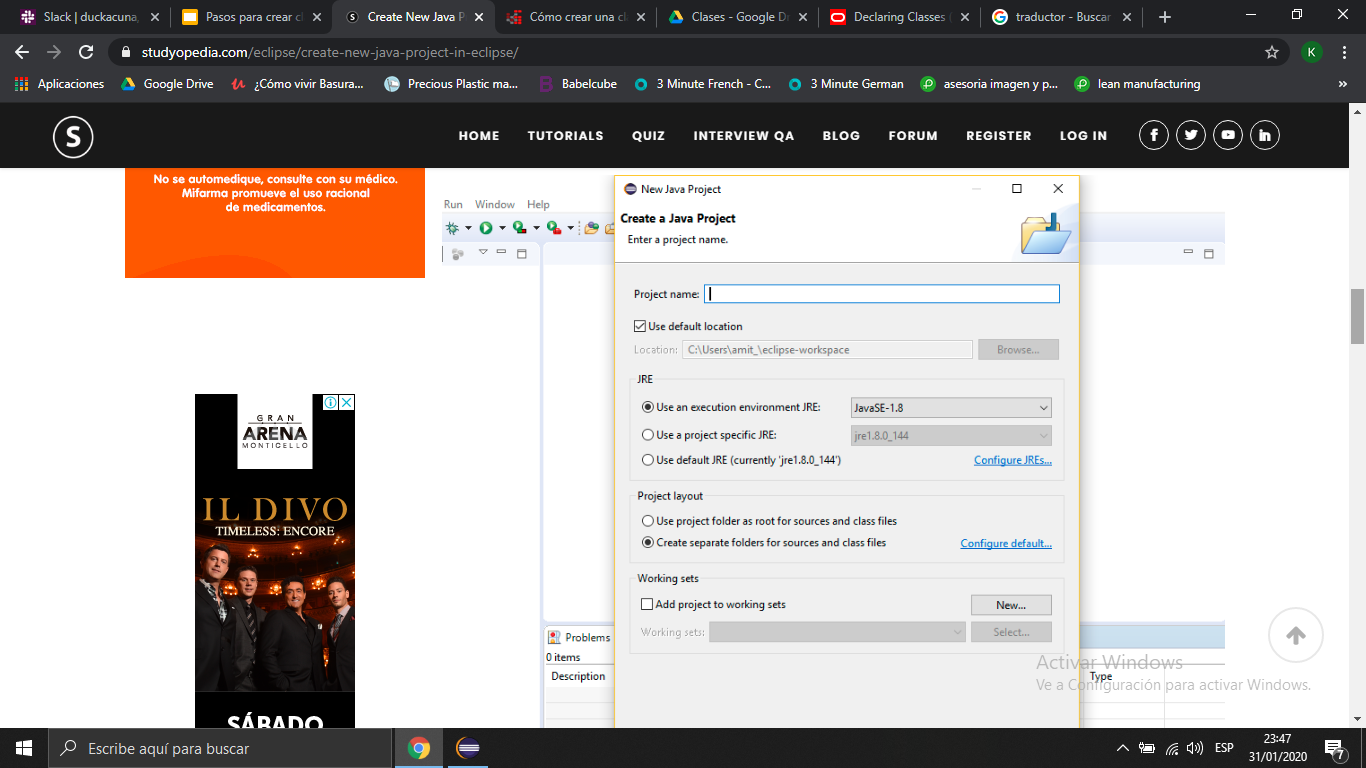 Slack | duckacuna,
Pasos para crear c
Create New Java P
Cómo crear una cl
Clases - Google Dr
Declaring Classes (
traductor - Buscar
studyopedia.com/eclipse/create-new-java-project-in-eclipse/
K
Aplicaciones
Google Drive
¿Cómo vivir Basura...
Precious Plastic ma...
Babelcube
3 Minute French - C...
3 Minute German
asesoria imagen y p...
lean manufacturing
»
S
HOME
TUTORIALS
QUIZ
INTERVIEW QA
BLOG
FORUM
REGISTER
LOG IN
No se automedique, consulte con su médico.
Mifarma promueve el uso racional
de medicamentos.
Run Window Help
New Java Project
Create a Java Project
Enter a project name.
Project name:
Use default location
Location: C:\Users\amit_\eclipse-workspace Browse...
JRE
Use an execution environment JRE: JavaSE-1.8
Use a project specific JRE: jre1.8.0_144
Use default JRE (currently 'jre1.8.0_144') Configure JREs...
Project layout
Use project folder as root for sources and class files
Create separate folders for sources and class files Configure default...
Working sets
Add project to working sets New...
Working sets: Select...
Problems
0 items
Description
Type
GRAN
ARENA
MONTICELLO
IL DIVO
TIMELESS: ENCORE
SÁBADO
Activar Windows
Ve a Configuración para activar Windows.
Escribe aquí para buscar
ESP
23:47
31/01/2020
7